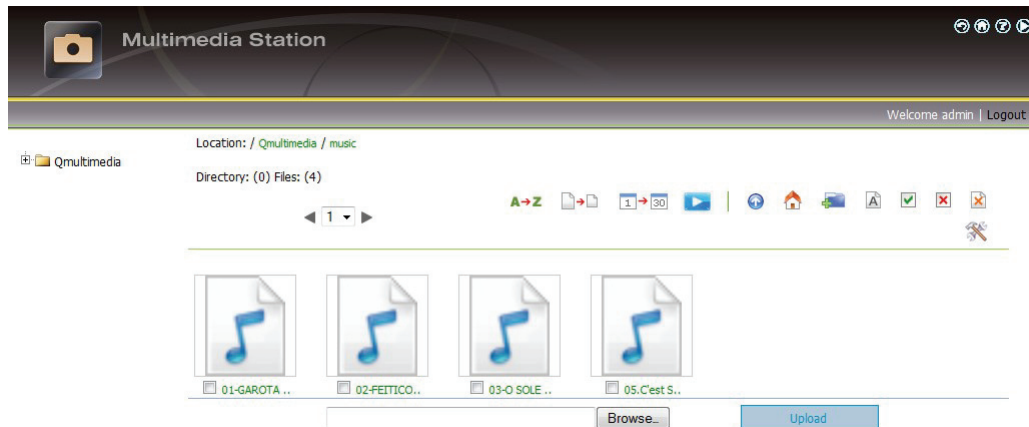 Multimedia Station
Welcome admin | Logout
Qmultimedia
Location: / Qmultimedia / music
Directory: (0) Files: (4)
1
A→Z
1→30
A
01-GAROTA ..
02-FEITICO..
03-O SOLE ..
05.C'est S..
Browse..
Upload